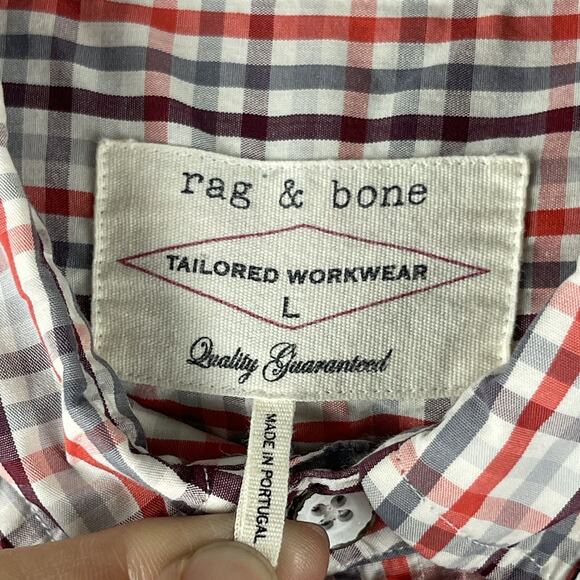 rag & bone
TAILORED WORKWEAR
L
Quality Guaranteed
MADE IN PORTUGAL